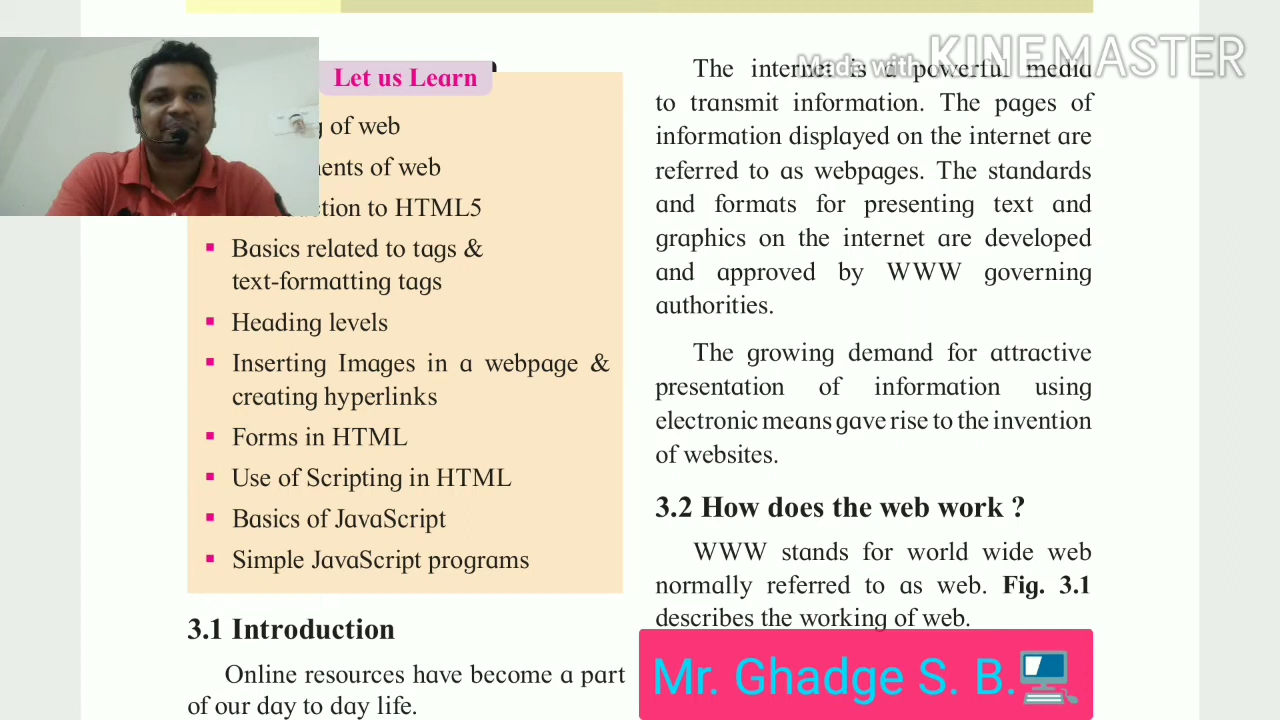 Let us Learn
of web
of web
to HTML5
Basics related to tags &
text-formatting tags
Heading levels
Inserting Images in a webpage &
creating hyperlinks
Forms in HTML
Use of Scripting in HTML
Basics of JavaScript
Simple JavaScript programs
3.1 Introduction
Online resources have become a part
of our day to day life.
Made with KINEMASTER
The internet is a powerful media
to transmit information. The pages of
information displayed on the internet are
referred to as webpages. The standards
and formats for presenting text and
graphics on the internet are developed
and approved by WWW governing
authorities.
The growing demand for attractive
presentation of information using
electronic means gave rise to the invention
of websites.
3.2 How does the web work ?
WWW stands for world wide web
normally referred to as web. Fig. 3.1
describes the working of web.
Mr. Ghadge S. B.